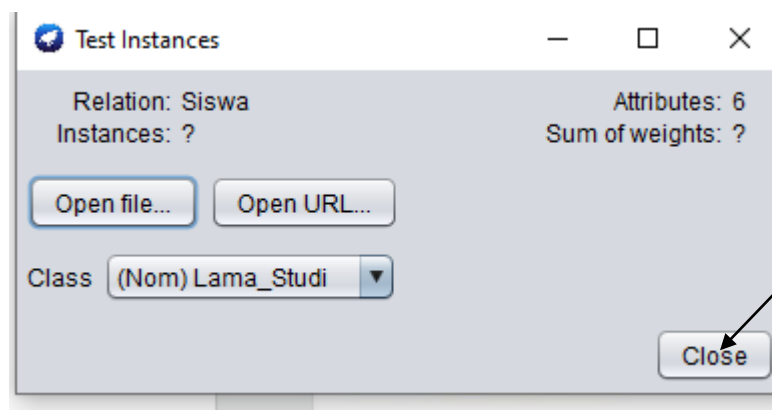 Test Instances
Relation: Siswa Attributes: 6
Instances: ? Sum of weights: ?
Open file... Open URL...
Class (Nom) Lama_Studi
Close